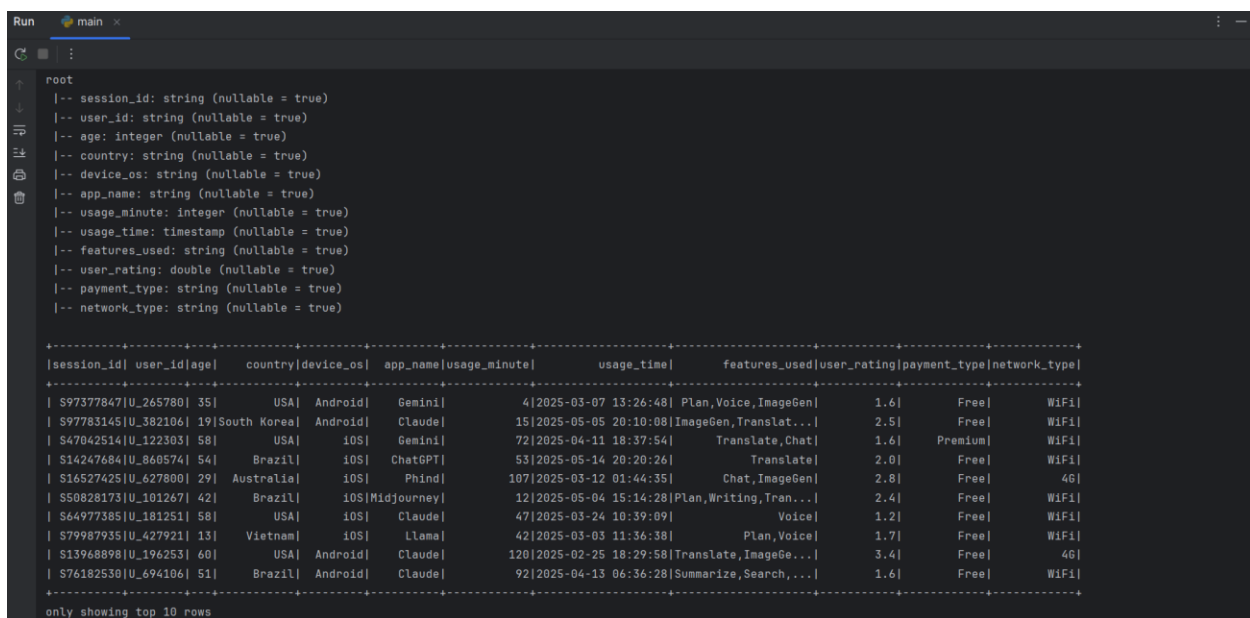 Run main
root
|-- session_id: string (nullable = true)
|-- user_id: string (nullable = true)
|-- age: integer (nullable = true)
|-- country: string (nullable = true)
|-- device_os: string (nullable = true)
|-- app_name: string (nullable = true)
|-- usage_minute: integer (nullable = true)
|-- usage_time: timestamp (nullable = true)
|-- features_used: string (nullable = true)
|-- user_rating: double (nullable = true)
|-- payment_type: string (nullable = true)
|-- network_type: string (nullable = true)
+----------+--------+---+-----------+---------+----------+------------+-------------------+--------------------+-----------+------------+------------+
|session_id| user_id|age|    country|device_os|  app_name|usage_minute|         usage_time|       features_used|user_rating|payment_type|network_type|
+----------+--------+---+-----------+---------+----------+------------+-------------------+--------------------+-----------+------------+------------+
| S97377847|U_265780| 35|        USA|  Android|    Gemini|           4|2025-03-07 13:26:48| Plan,Voice,ImageGen|        1.6|        Free|        WiFi|
| S97783145|U_382106| 19|South Korea|  Android|    Claude|          15|2025-05-05 20:10:08|ImageGen,Translat...|        2.5|        Free|        WiFi|
| S47042514|U_122303| 58|        USA|      iOS|    Gemini|          72|2025-04-11 18:37:54|      Translate,Chat|        1.6|     Premium|        WiFi|
| S14247684|U_860574| 54|     Brazil|      iOS|   ChatGPT|          53|2025-05-14 20:20:26|           Translate|        2.0|        Free|        WiFi|
| S16527425|U_627800| 29|  Australia|      iOS|     Phind|         107|2025-03-12 01:44:35|       Chat,ImageGen|        2.8|        Free|          4G|
| S50828173|U_101267| 42|     Brazil|      iOS|Midjourney|          12|2025-05-04 15:14:28|Plan,Writing,Tran...|        2.4|        Free|        WiFi|
| S64977385|U_181251| 58|        USA|      iOS|    Claude|          47|2025-03-24 10:39:09|               Voice|        1.2|        Free|        WiFi|
| S79987935|U_427921| 13|    Vietnam|      iOS|     Llama|          42|2025-03-03 11:36:38|          Plan,Voice|        1.7|        Free|        WiFi|
| S13968898|U_196253| 60|        USA|  Android|    Claude|         120|2025-02-25 18:29:58|Translate,ImageGe...|        3.4|        Free|          4G|
| S76182530|U_694106| 51|     Brazil|  Android|    Claude|          92|2025-04-13 06:36:28|Summarize,Search,...|        1.6|        Free|        WiFi|
+----------+--------+---+-----------+---------+----------+------------+-------------------+--------------------+-----------+------------+------------+
only showing top 10 rows